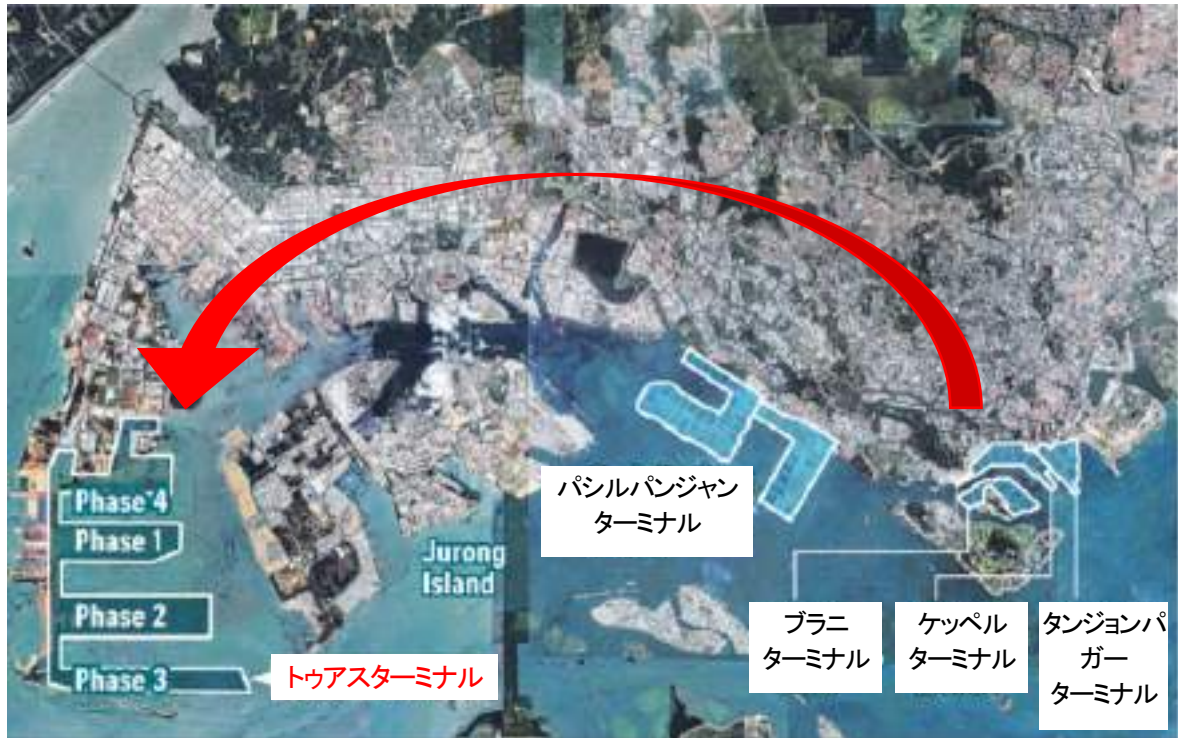 Phase 4
Phase 1
Phase 2
Phase 3
Jurong
Island
トゥアスターミナル
パシルパンジャン
ターミナル
ブラニ
ターミナル
ケッペル
ターミナル
タンジョンパ
ガー
ターミナル